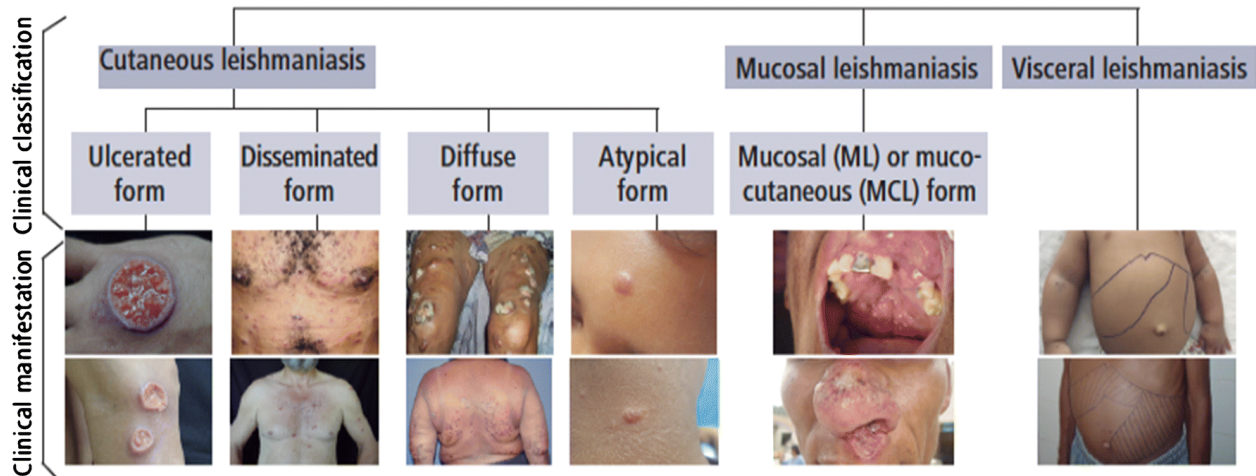 Clinical classification
Cutaneous leishmaniasis
Mucosal leishmaniasis
Visceral leishmaniasis
Ulcerated
form
Disseminated
form
Diffuse
form
Atypical
form
Mucosal (ML) or muco-
cutaneous (MCL) form
Clinical manifestation